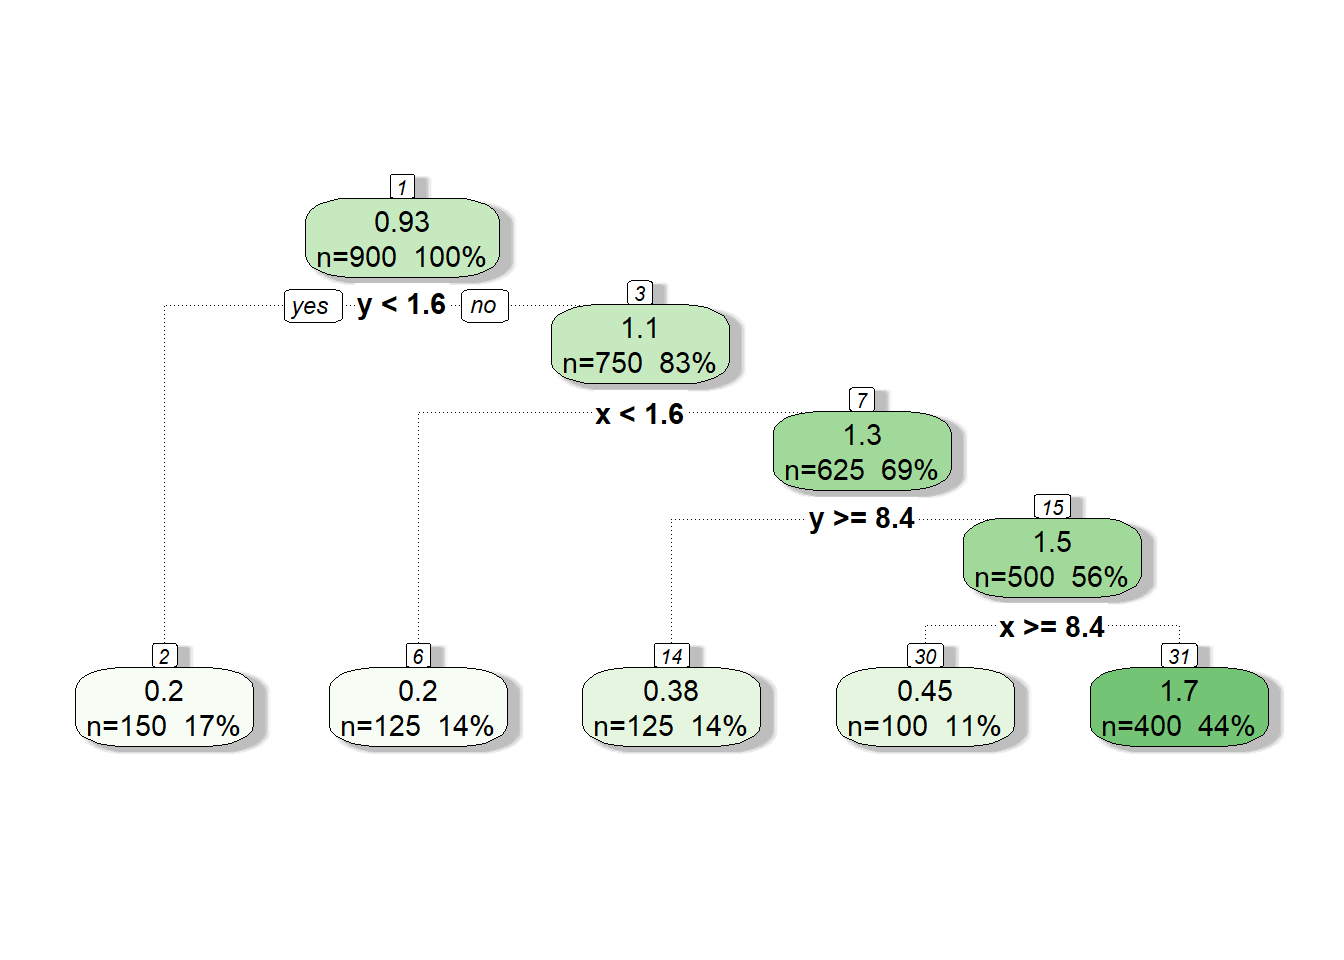 1
0.93
n=900 100%
yes y < 1.6 no
3
1.1
n=750 83%
x < 1.6
7
1.3
n=625 69%
y >= 8.4
15
1.5
n=500 56%
x >= 8.4
2
0.2
n=150 17%
6
0.2
n=125 14%
14
0.38
n=125 14%
30
0.45
n=100 11%
31
1.7
n=400 44%